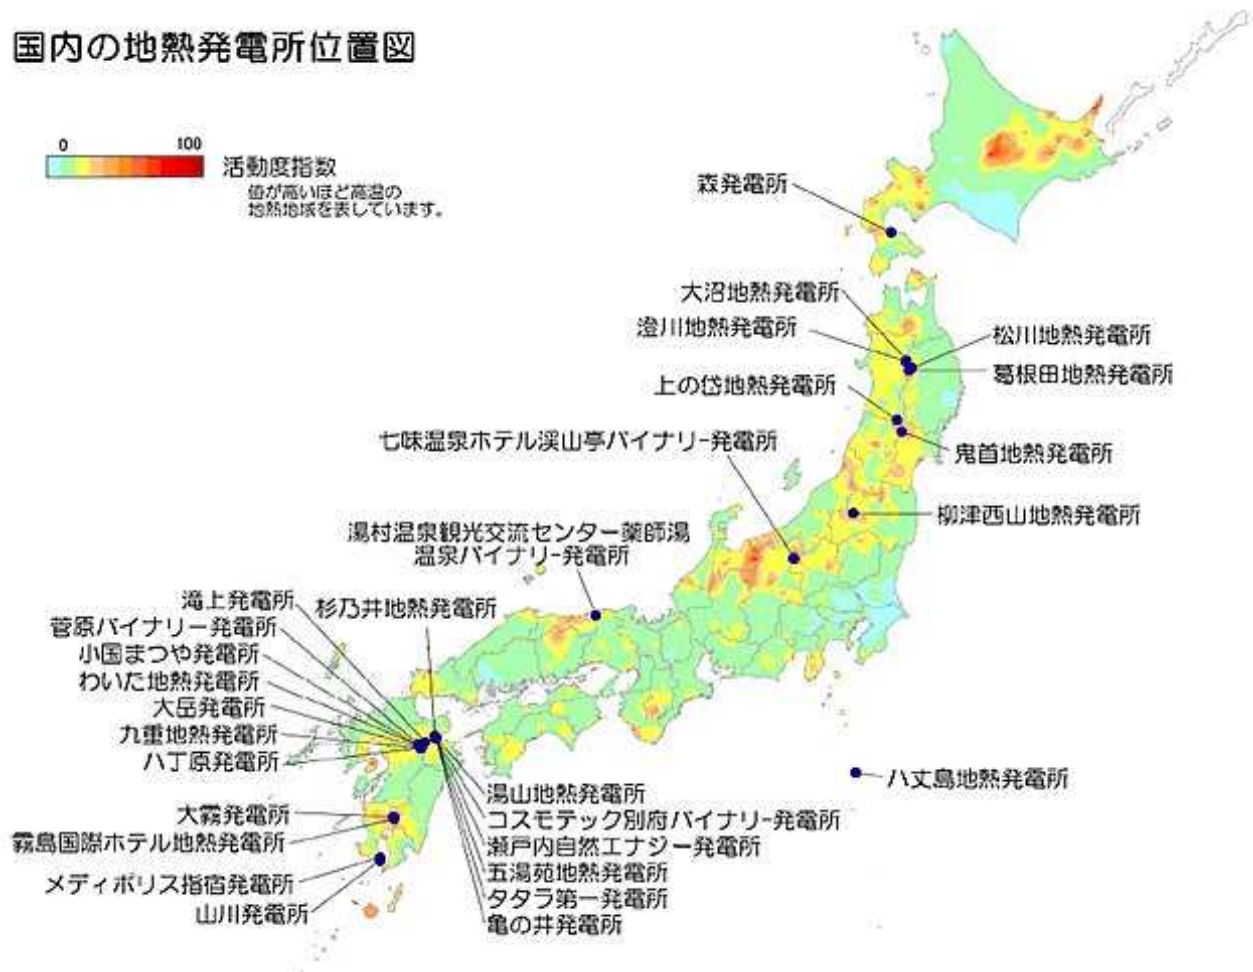 国内の地熱発電所位置図
0 100
活動度指数
値が高いほど高温の
地熱地域を表しています。
森発電所
大沼地熱発電所
澄川地熱発電所
松川地熱発電所
葛根田地熱発電所
上の岱地熱発電所
鬼首地熱発電所
七味温泉ホテル渓山亭バイナリー発電所
柳津西山地熱発電所
湯村温泉観光交流センター薬師湯
温泉バイナリー発電所
滝上発電所
杉乃井地熱発電所
菅原バイナリー発電所
小国まつや発電所
わいた地熱発電所
大岳発電所
九重地熱発電所
八丁原発電所
八丈島地熱発電所
湯山地熱発電所
コスモテック別府バイナリー発電所
瀬戸内自然エナジー発電所
五湯苑地熱発電所
タタラ第一発電所
亀の井発電所
大霧発電所
霧島国際ホテル地熱発電所
メディポリス指宿発電所
山川発電所